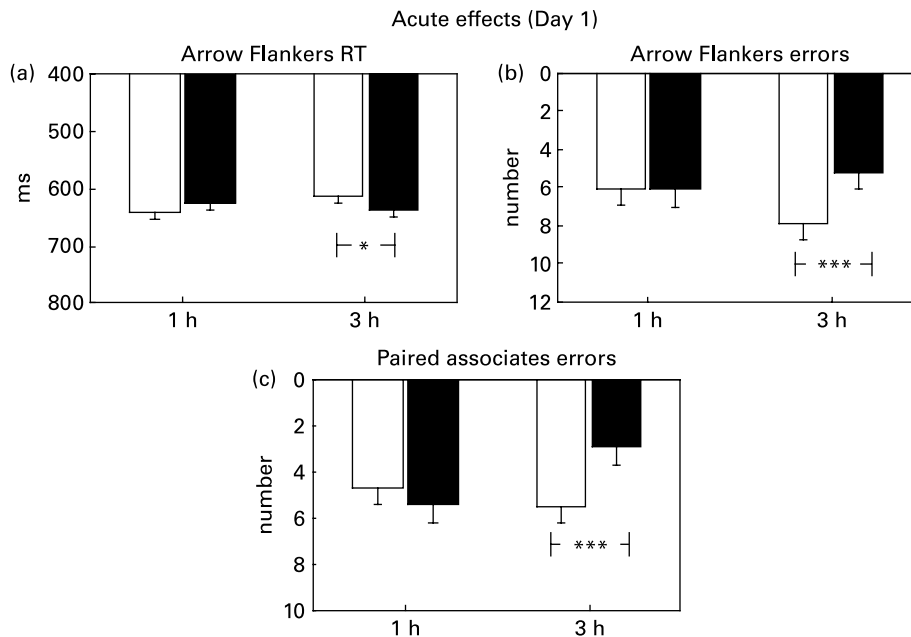 Acute effects (Day 1)
Arrow Flankers RT
(a)
400
500
600
700
800
ms
*
1 h
3 h
Arrow Flankers errors
(b)
0
2
4
6
8
10
12
number
***
1 h
3 h
Paired associates errors
(c)
0
2
4
6
8
10
number
***
1 h
3 h